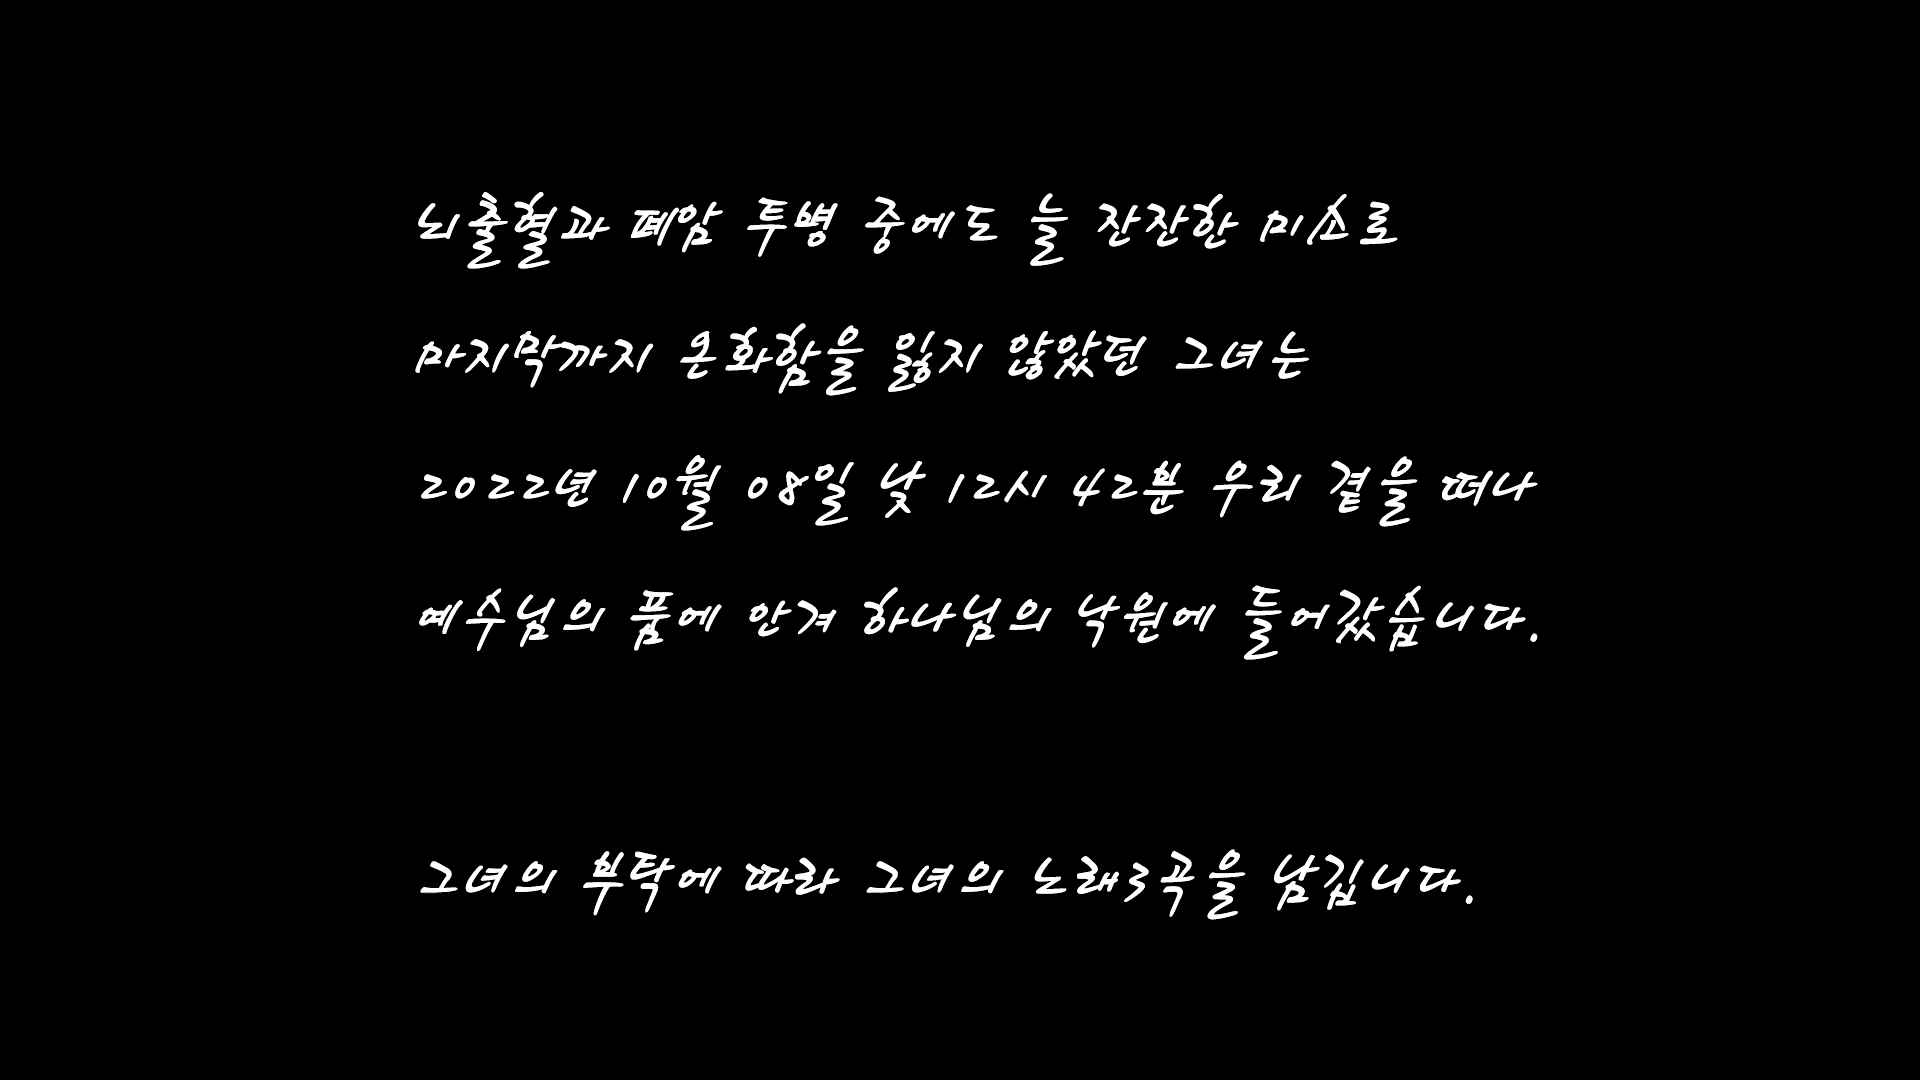 뇌출혈과 폐암 투병 중에도 늘 잔잔한 미소로
마지막까지 온화함을 잃지 않았던 그녀는
2022년 10월 08일 낮 12시 42분 우리 곁을 떠나
예수님의 품에 안겨 하나님의 낙원에 들어갔습니다.
그녀의 부탁에 따라 그녀의 노래3곡을 남깁니다.